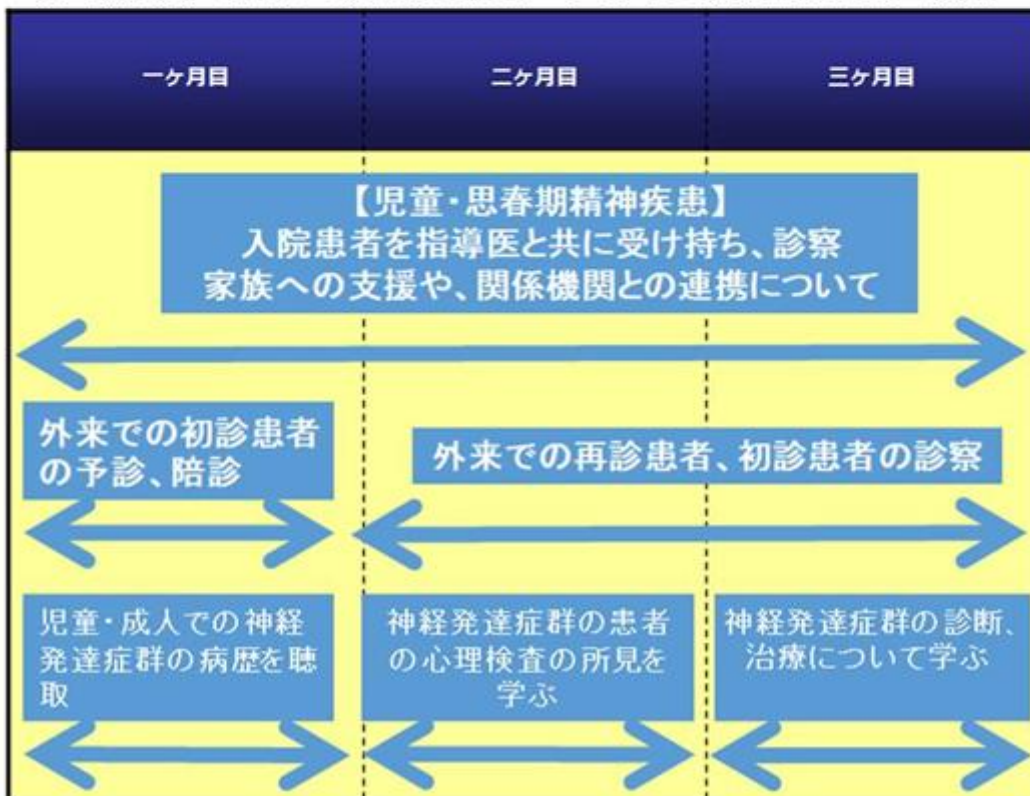 一ヶ月目
二ヶ月目
三ヶ月目
【児童・思春期精神疾患】
入院患者を指導医と共に受け持ち、診察
家族への支援や、関係機関との連携について
外来での初診患者
の予診、陪診
外来での再診患者、初診患者の診察
児童・成人での神経
発達症群の病歴を聴
取
神経発達症群の患者
の心理検査の所見を
学ぶ
神経発達症群の診断、
治療について学ぶ